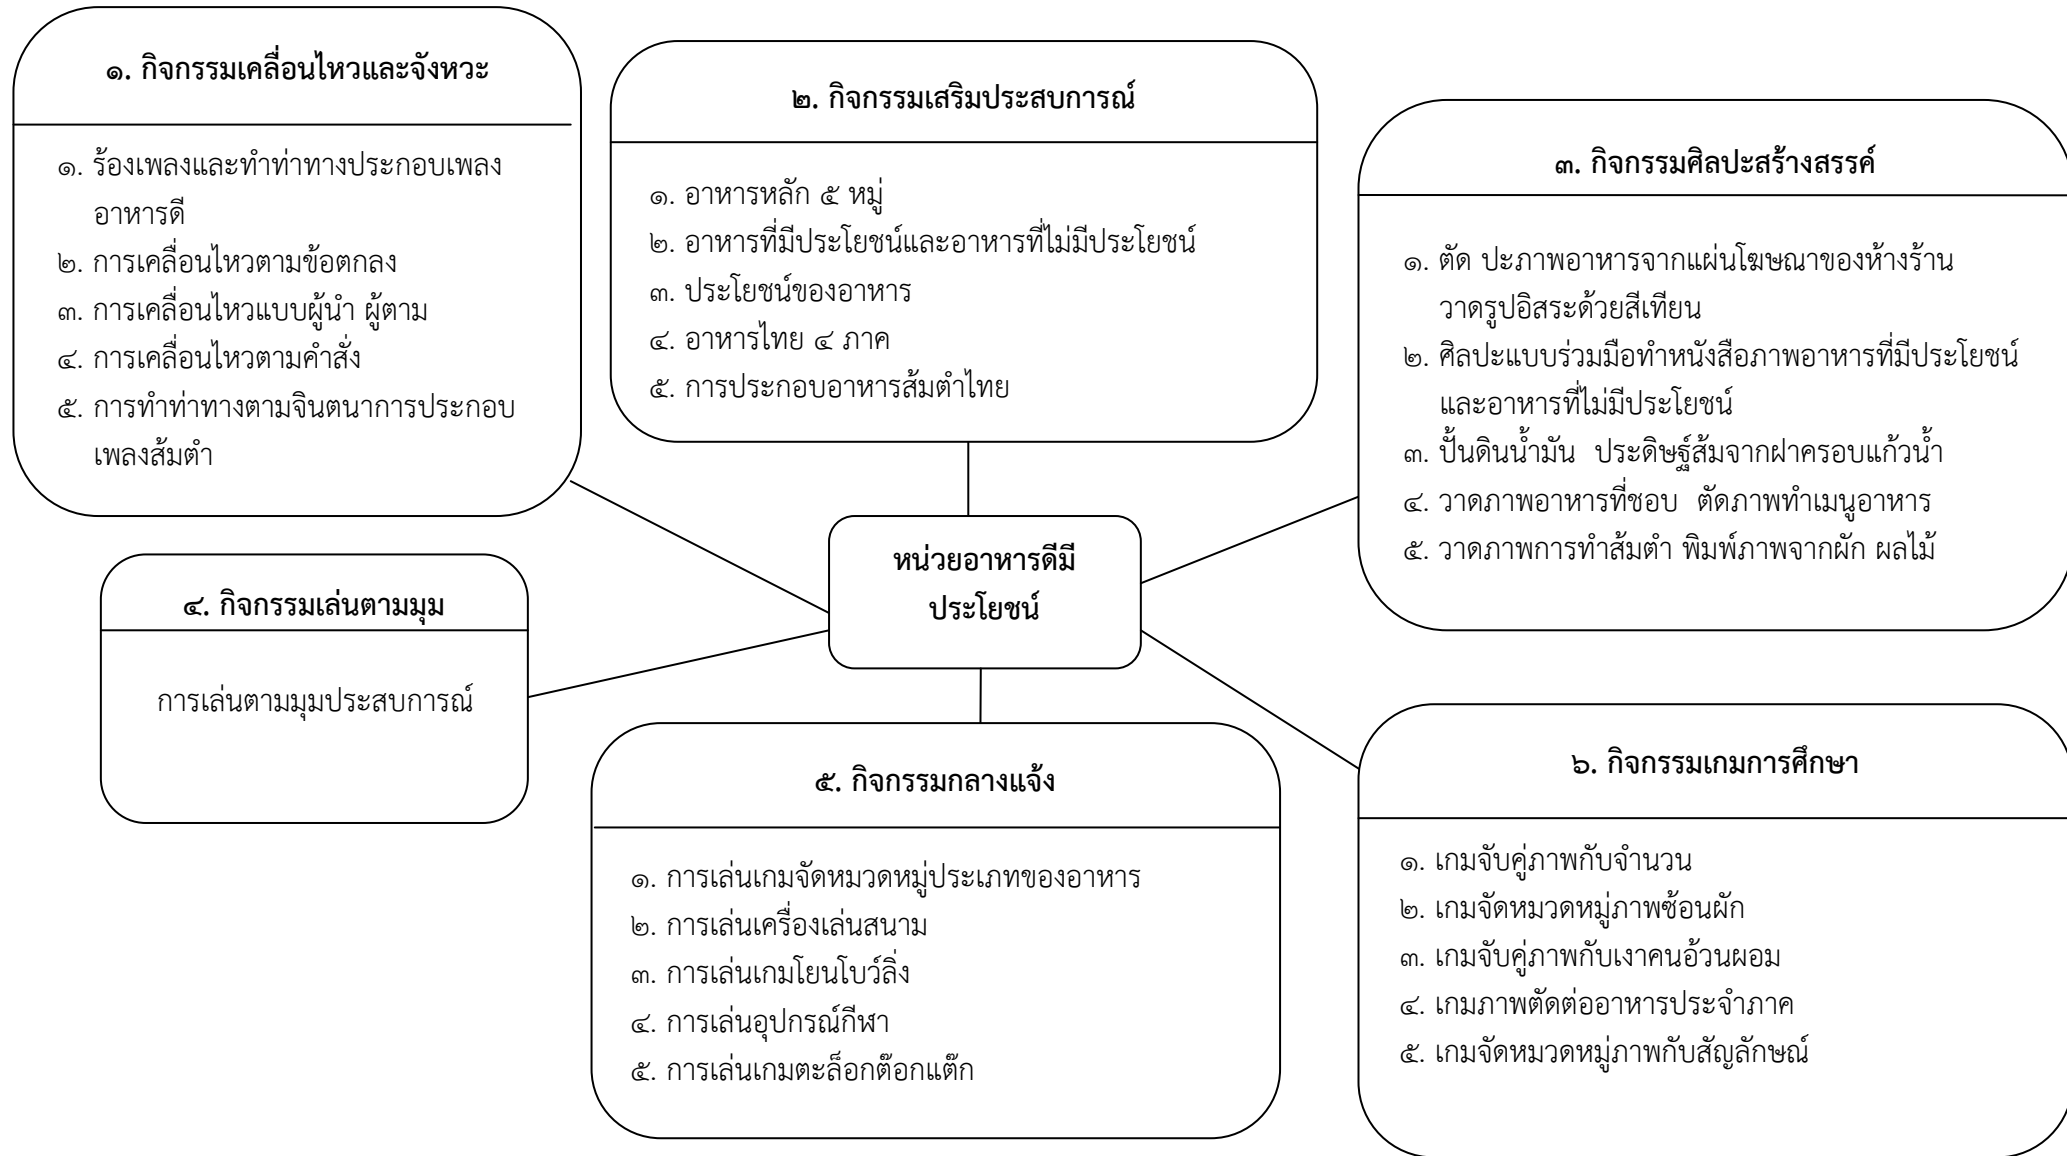 ๑. กิจกรรมเคลื่อนไหวและจังหวะ
๑. ร้องเพลงและทำท่าทางประกอบเพลง
อาหารดี
๒. การเคลื่อนไหวตามข้อตกลง
๓. การเคลื่อนไหวแบบผู้นำ ผู้ตาม
๔. การเคลื่อนไหวตามคำสั่ง
๕. การทำท่าทางตามจินตนาการประกอบ
เพลงส้มตำ
๒. กิจกรรมเสริมประสบการณ์
๑. อาหารหลัก ๕ หมู่
๒. อาหารที่มีประโยชน์และอาหารที่ไม่มีประโยชน์
๓. ประโยชน์ของอาหาร
๔. อาหารไทย ๔ ภาค
๕. การประกอบอาหารส้มตำไทย
๓. กิจกรรมศิลปะสร้างสรรค์
๑. ตัด ปะภาพอาหารจากแผ่นโฆษณาของห้างร้าน
วาดรูปอิสระด้วยสีเทียน
๒. ศิลปะแบบร่วมมือทำหนังสือภาพอาหารที่มีประโยชน์
และอาหารที่ไม่มีประโยชน์
๓. ปั้นดินน้ำมัน ประดิษฐ์ส้มจากฝาครอบแก้วน้ำ
๔. วาดภาพอาหารที่ชอบ ตัดภาพทำเมนูอาหาร
๕. วาดภาพการทำส้มตำ พิมพ์ภาพจากผัก ผลไม้
หน่วยอาหารดีมี
ประโยชน์
๔. กิจกรรมเล่นตามมุม
การเล่นตามมุมประสบการณ์
๕. กิจกรรมกลางแจ้ง
๑. การเล่นเกมจัดหมวดหมู่ประเภทของอาหาร
๒. การเล่นเครื่องเล่นสนาม
๓. การเล่นเกมโยนโบว์ลิ่ง
๔. การเล่นอุปกรณ์กีฬา
๕. การเล่นเกมตะล็อกต๊อกแต๊ก
๖. กิจกรรมเกมการศึกษา
๑. เกมจับคู่ภาพกับจำนวน
๒. เกมจัดหมวดหมู่ภาพซ้อนผัก
๓. เกมจับคู่ภาพกับเงาคนอ้วนผอม
๔. เกมภาพตัดต่ออาหารประจำภาค
๕. เกมจัดหมวดหมู่ภาพกับสัญลักษณ์